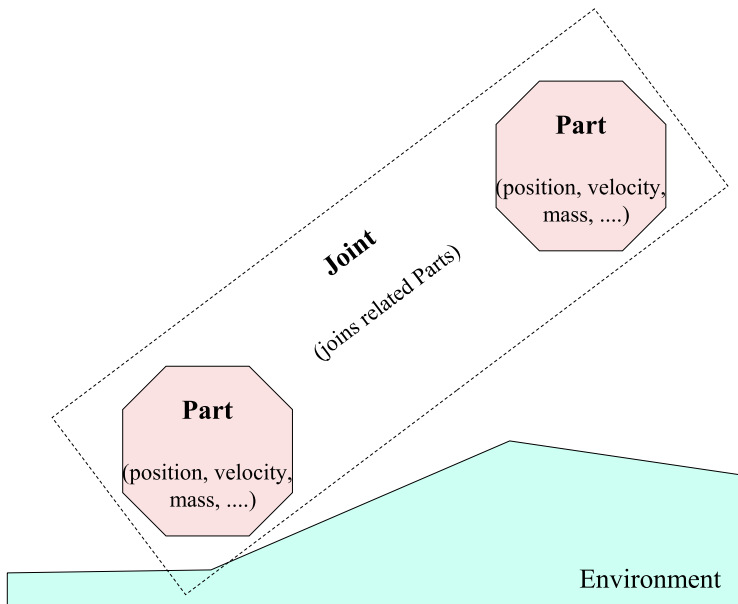 Part
(position, velocity,
mass, ....)
Joint
(joins related Parts)
Part
(position, velocity,
mass, ....)
Environment